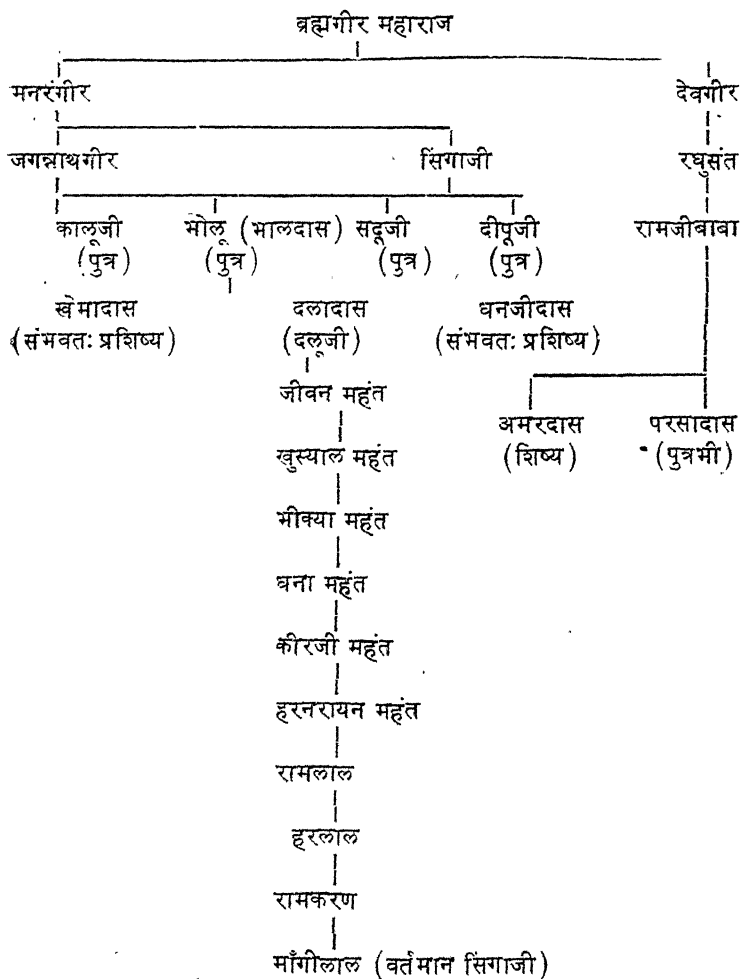 ब्रह्मगीर महाराज
मनरंगीर देवगीर
जगन्नाथगीर सिंगाजी रघुसंत
कालूजी भोलू (भालदास) सदूजी दीपूजी रामजीबाबा
(पुत्र) (पुत्र) (पुत्र) (पुत्र)
खेमादास दलादास धनजीदास
(संभवतः प्रशिष्य) (दलूजी) (संभवतः प्रशिष्य)
जीवन महंत
अमरदास परसादास
(शिष्य) (पुत्रभी)
खुस्याल महंत
भीक्या महंत
धना महंत
कीरजी महंत
हरनरायन महंत
रामलाल
हरलाल
रामकरण
माँगीलाल (वर्तमान सिंगाजी)